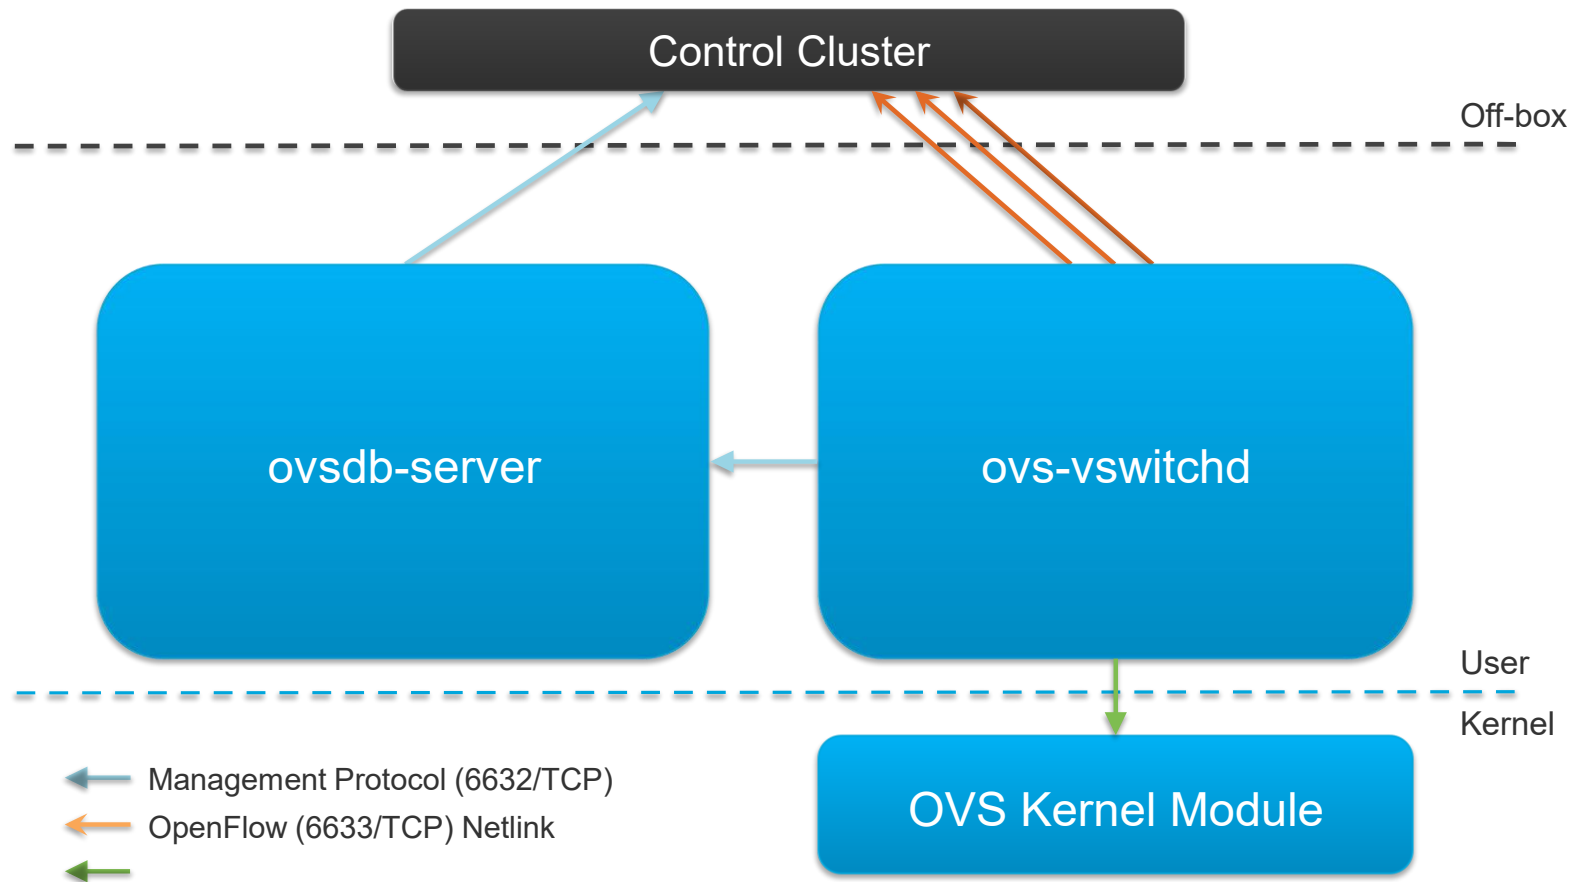 Control Cluster
Off-box
ovsdb-server
ovs-vswitchd
User
Kernel
Management Protocol (6632/TCP)
OpenFlow (6633/TCP) Netlink
OVS Kernel Module